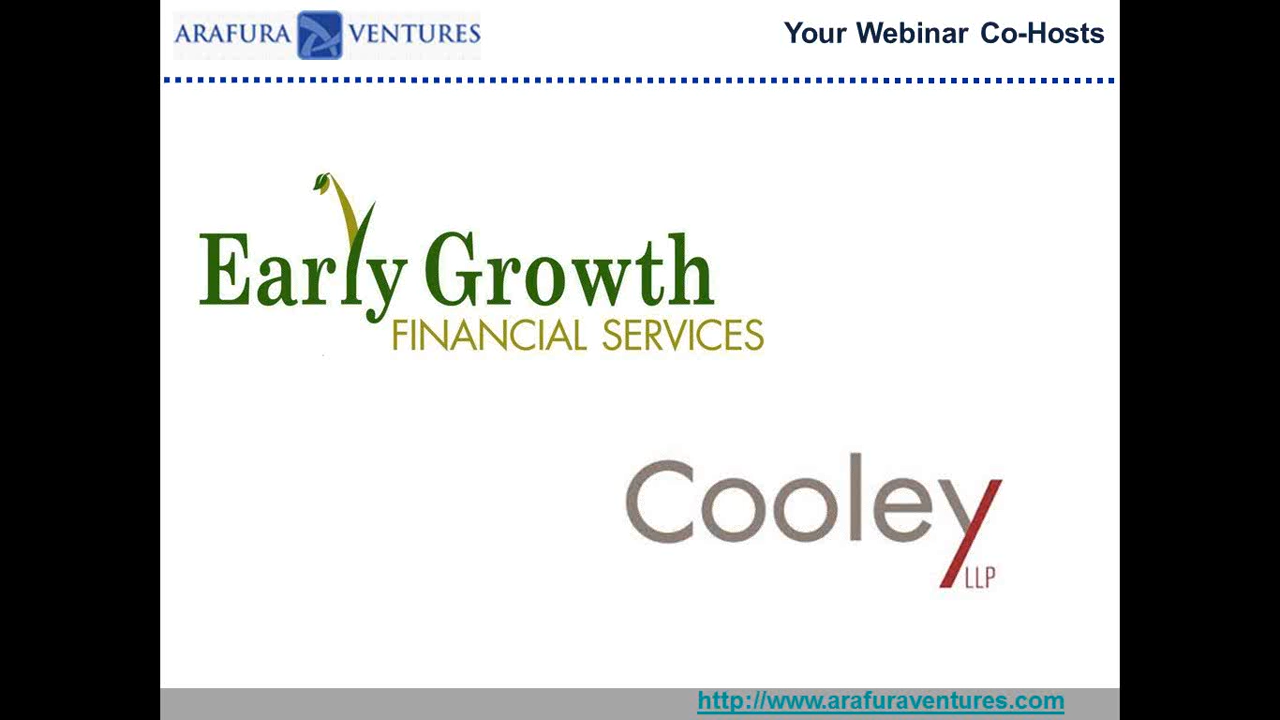 ARAFURA VENTURES
Your Webinar Co-Hosts
Early Growth
FINANCIAL SERVICES
Cooley
LLP
http://www.arafuraventures.com